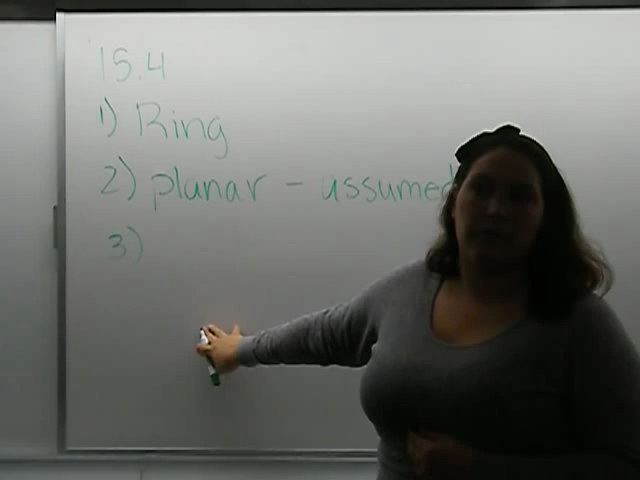 15.4
1) Ring
2) planar - assumed
3)